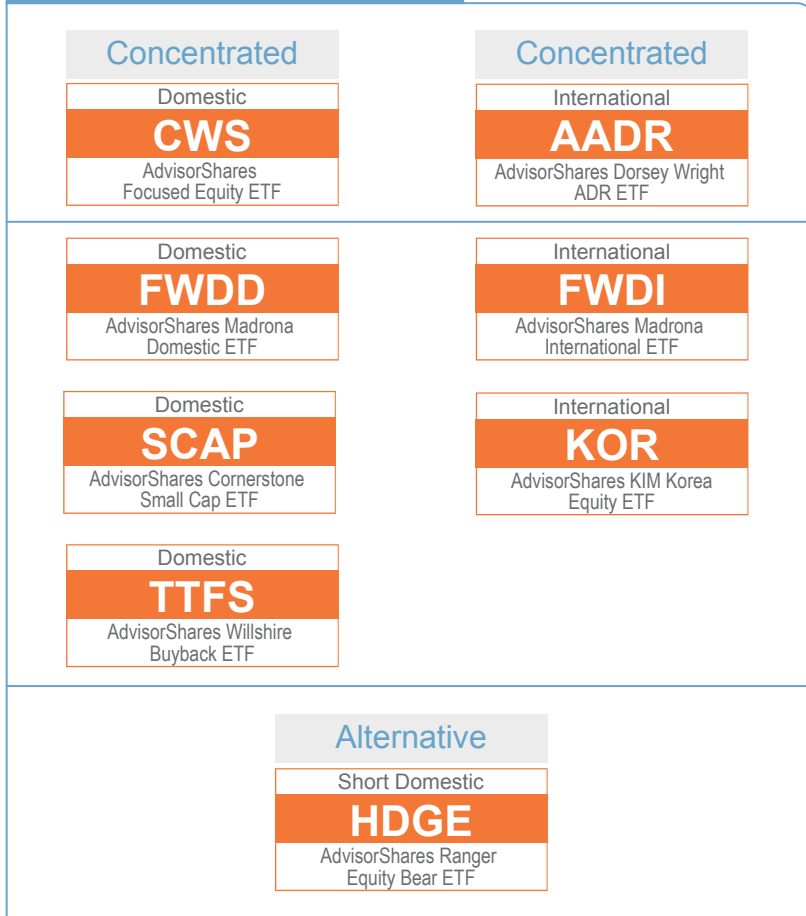 Concentrated
Domestic
CWS
AdvisorShares
Focused Equity ETF
Concentrated
International
AADR
AdvisorShares Dorsey Wright
ADR ETF
Domestic
FWDD
AdvisorShares Madrona
Domestic ETF
International
FWDI
AdvisorShares Madrona
International ETF
Domestic
SCAP
AdvisorShares Cornerstone
Small Cap ETF
International
KOR
AdvisorShares KIM Korea
Equity ETF
Domestic
TTFS
AdvisorShares Willshire
Buyback ETF
Alternative
Short Domestic
HDGE
AdvisorShares Ranger
Equity Bear ETF